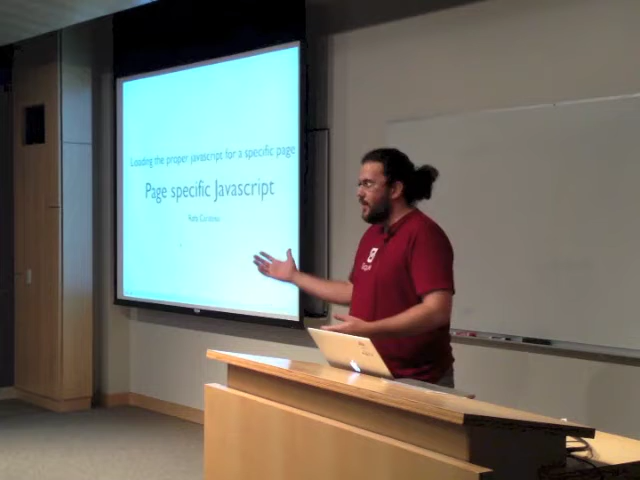 Loading the proper javascript for a specific page
Page specific Javascript